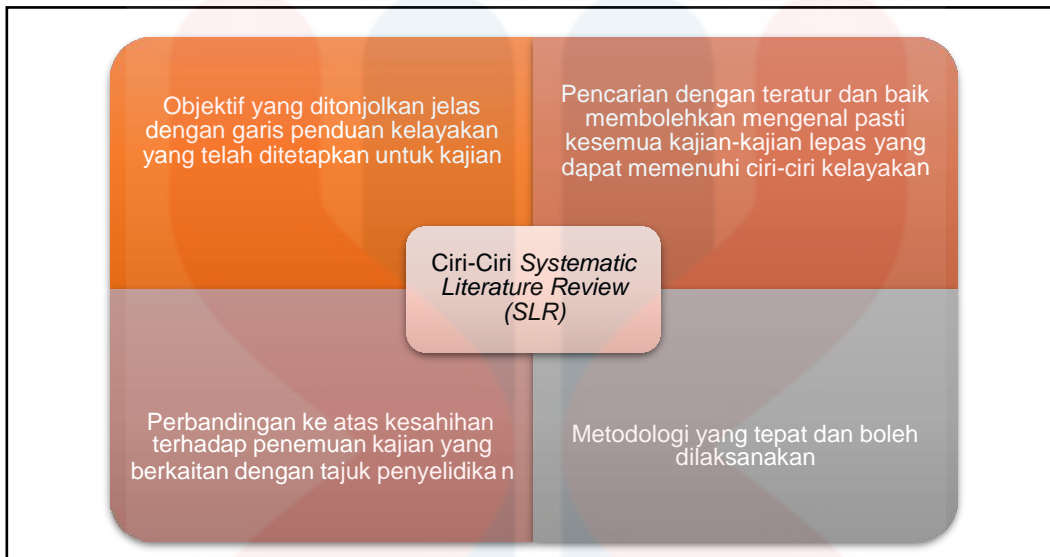 Objektif yang ditonjolkan jelas
dengan garis penduan kelayakan
yang telah ditetapkan untuk kajian
Pencarian dengan teratur dan baik
membolehkan mengenal pasti
kesemua kajian-kajian lepas yang
dapat memenuhi ciri-ciri kelayakan
Ciri-Ciri Systematic
Literature Review
(SLR)
Perbandingan ke atas kesahihan
terhadap penemuan kajian yang
berkaitan dengan tajuk penyelidikan
Metodologi yang tepat dan boleh
dilaksanakan